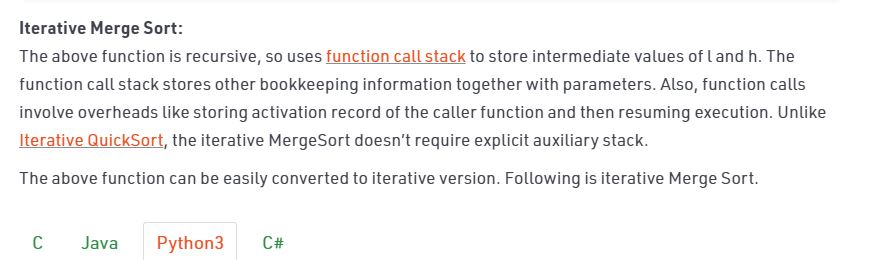 Iterative Merge Sort:
The above function is recursive, so uses function call stack to store intermediate values of l and h. The
function call stack stores other bookkeeping information together with parameters. Also, function calls
involve overheads like storing activation record of the caller function and then resuming execution. Unlike
Iterative QuickSort, the iterative MergeSort doesn’t require explicit auxiliary stack.
The above function can be easily converted to iterative version. Following is iterative Merge Sort.
C Java Python3 C#